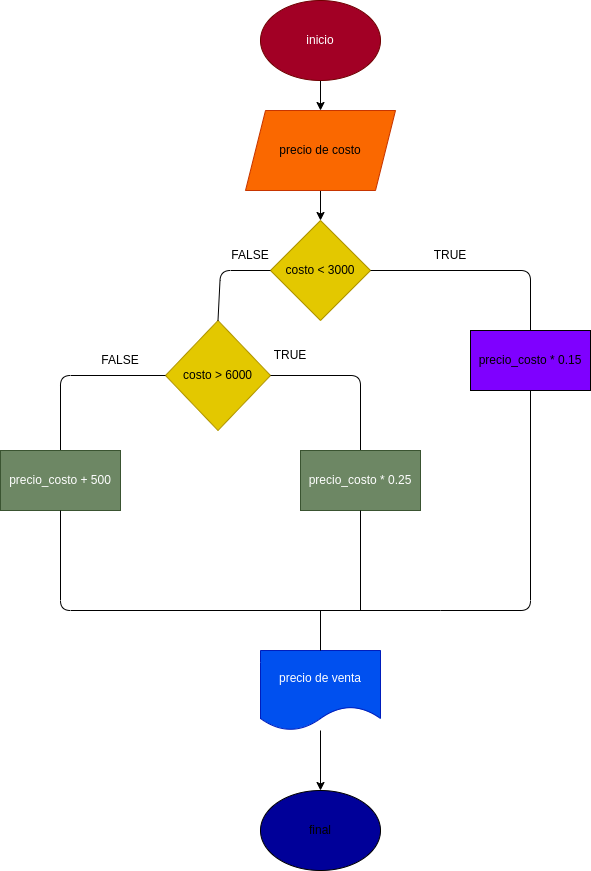 inicio
precio de costo
FALSE
TRUE
costo < 3000
FALSE
TRUE
costo > 6000
precio_costo * 0.15
precio_costo + 500
precio_costo * 0.25
precio de venta
final